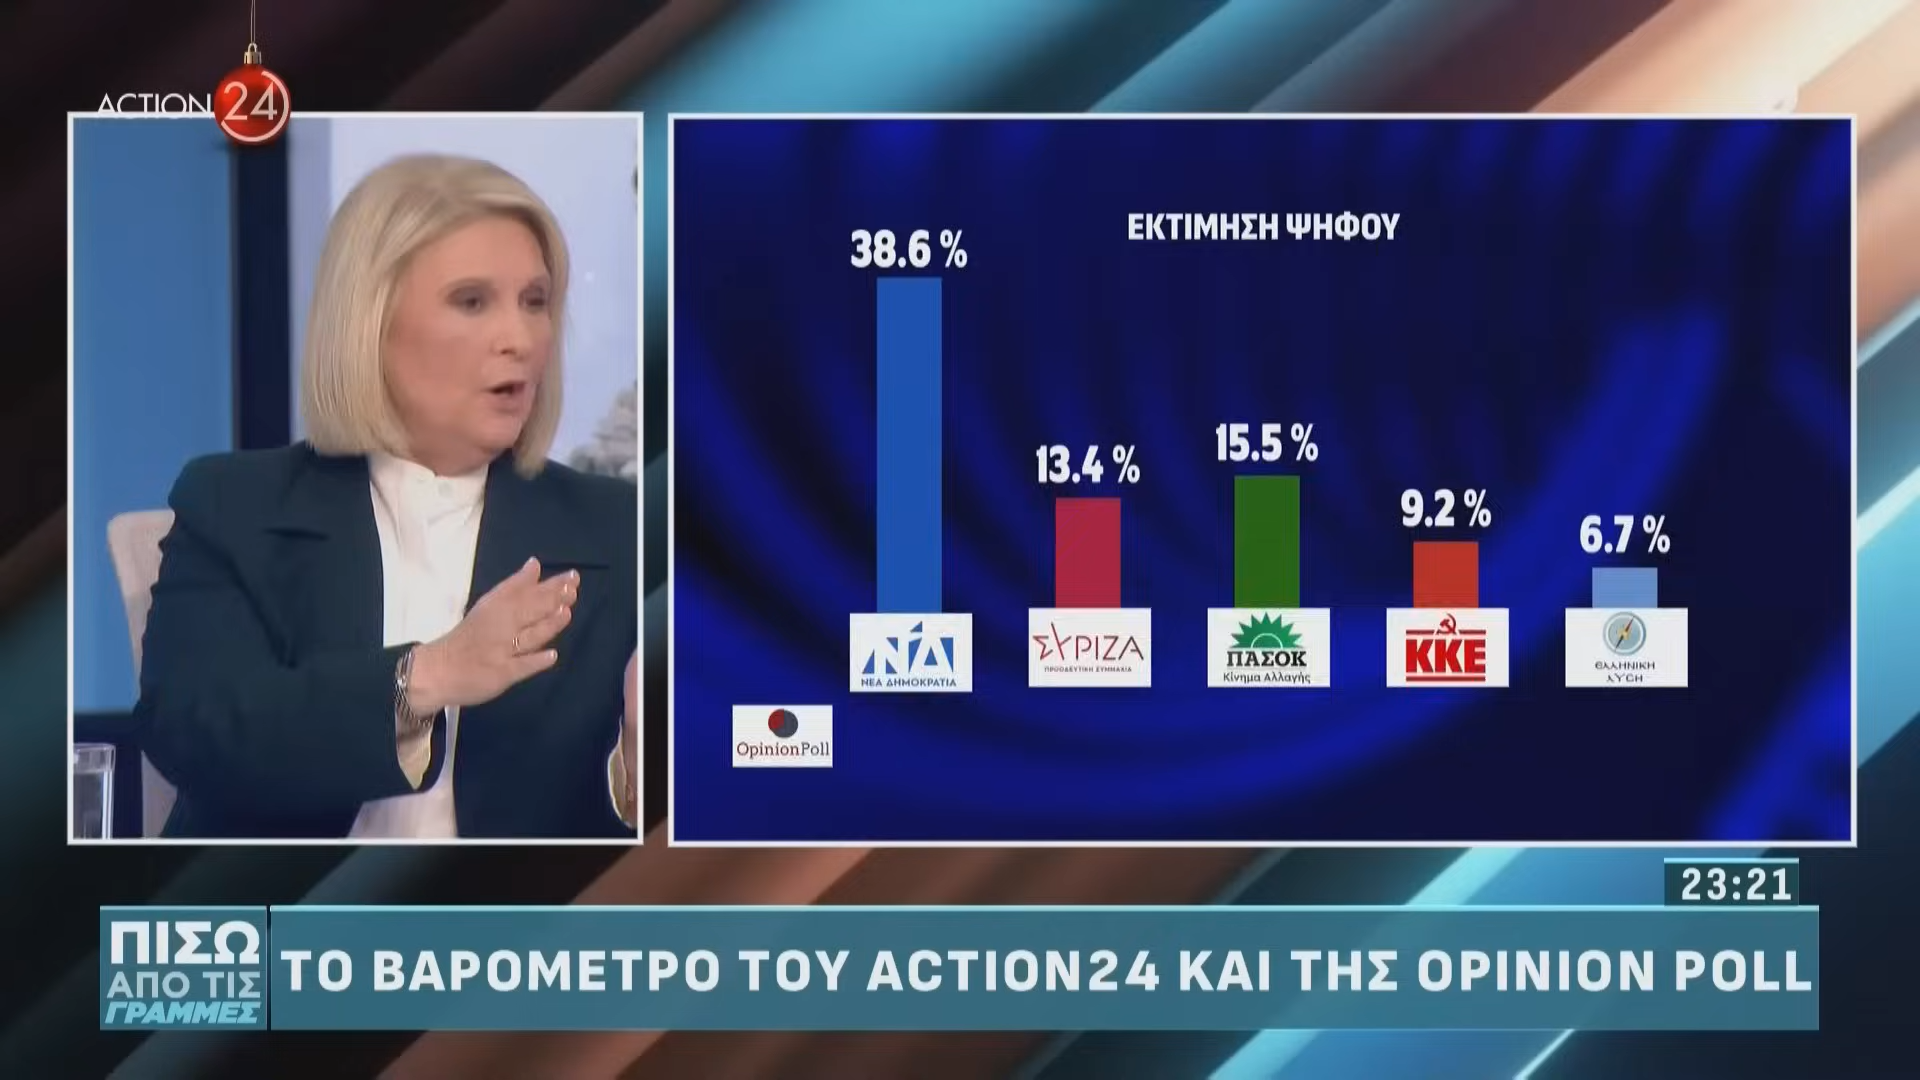 ACTION 24
ΕΚΤΙΜΗΣΗ ΨΗΦΟΥ
38.6 %
13.4 %
15.5 %
9.2 %
6.7 %
ΝΔ
ΝΕΑ ΔΗΜΟΚΡΑΤΙΑ
ΣΥΡΙΖΑ
ΠΡΟΟΔΕΥΤΙΚΗ ΣΥΜΜΑΧΙΑ
ΠΑΣΟΚ
Κίνημα Αλλαγής
ΚΚΕ
ΕΛΛΗΝΙΚΗ
ΛΥΣΗ
OpinionPoll
23:21
ΠΙΣΩ
ΑΠΟ ΤΙΣ
ΓΡΑΜΜΕΣ
ΤΟ ΒΑΡΟΜΕΤΡΟ ΤΟΥ ACTION24 ΚΑΙ ΤΗΣ OPINION POLL